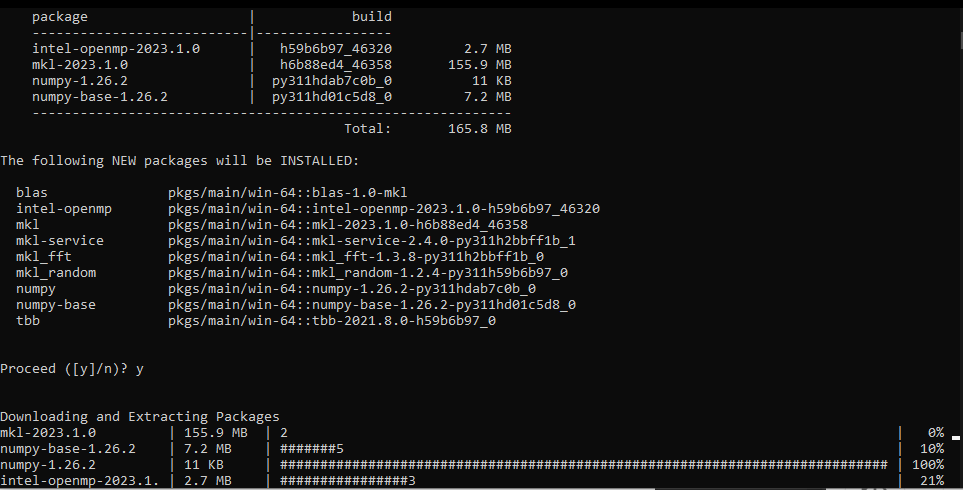 package | build
---------------------------|-----------------
intel-openmp-2023.1.0 | h59b6b97_46320 2.7 MB
mkl-2023.1.0 | h6b88ed4_46358 155.9 MB
numpy-1.26.2 | py311hdab7c0b_0 11 KB
numpy-base-1.26.2 | py311hd01c5d8_0 7.2 MB
------------------------------------------------------------
Total: 165.8 MB
The following NEW packages will be INSTALLED:
blas pkgs/main/win-64::blas-1.0-mkl
intel-openmp pkgs/main/win-64::intel-openmp-2023.1.0-h59b6b97_46320
mkl pkgs/main/win-64::mkl-2023.1.0-h6b88ed4_46358
mkl-service pkgs/main/win-64::mkl-service-2.4.0-py311h2bbff1b_1
mkl_fft pkgs/main/win-64::mkl_fft-1.3.8-py311h2bbff1b_0
mkl_random pkgs/main/win-64::mkl_random-1.2.4-py311h59b6b97_0
numpy pkgs/main/win-64::numpy-1.26.2-py311hdab7c0b_0
numpy-base pkgs/main/win-64::numpy-base-1.26.2-py311hd01c5d8_0
tbb pkgs/main/win-64::tbb-2021.8.0-h59b6b97_0
Proceed ([y]/n)? y
Downloading and Extracting Packages
mkl-2023.1.0 | 155.9 MB | 2 | 0%
numpy-base-1.26.2 | 7.2 MB | #######5 | 10%
numpy-1.26.2 | 11 KB | ############################################################################ | 100%
intel-openmp-2023.1. | 2.7 MB | ################3 | 21%